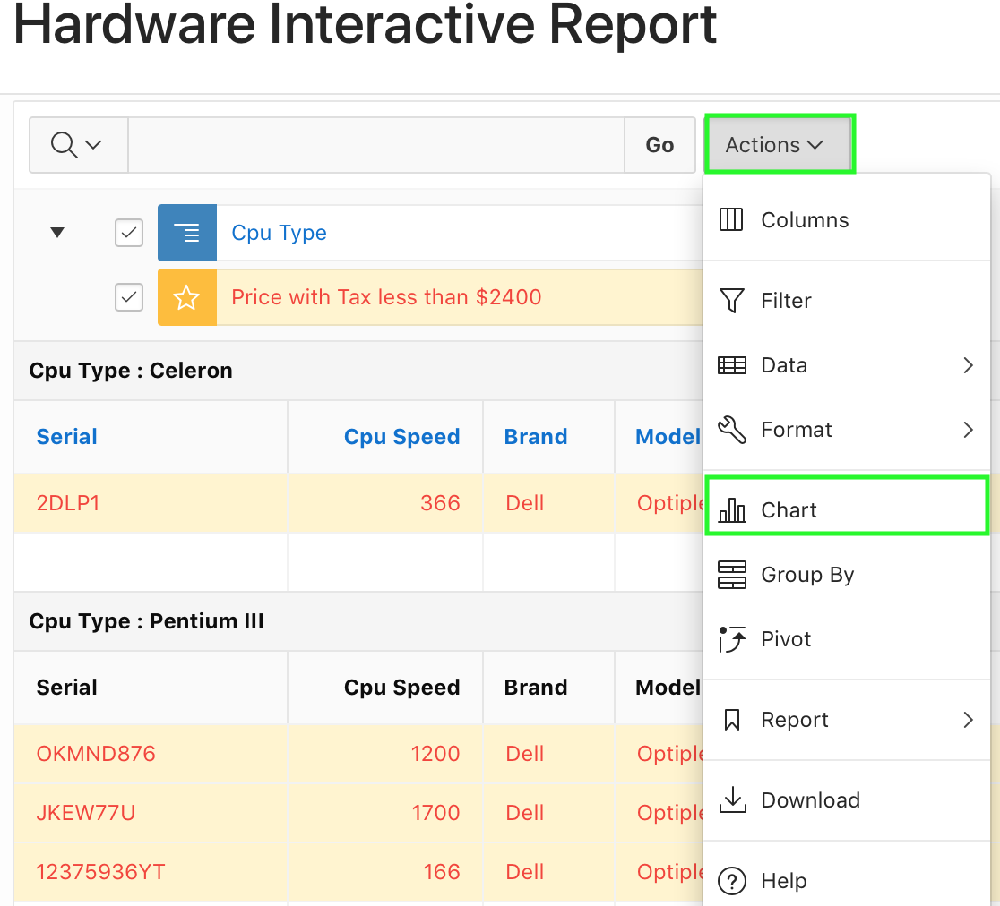 Hardware Interactive Report
Go
Actions
Columns
Cpu Type
Price with Tax less than $2400
Filter
Data
Format
Cpu Type : Celeron
Serial Cpu Speed Brand Model
2DLP1 366 Dell Optiple
Chart
Group By
Cpu Type : Pentium III
Pivot
Serial Cpu Speed Brand Model
Report
OKMND876 1200 Dell Optiple
JKEW77U 1700 Dell Optiple
Download
12375936YT 166 Dell Optiple
Help